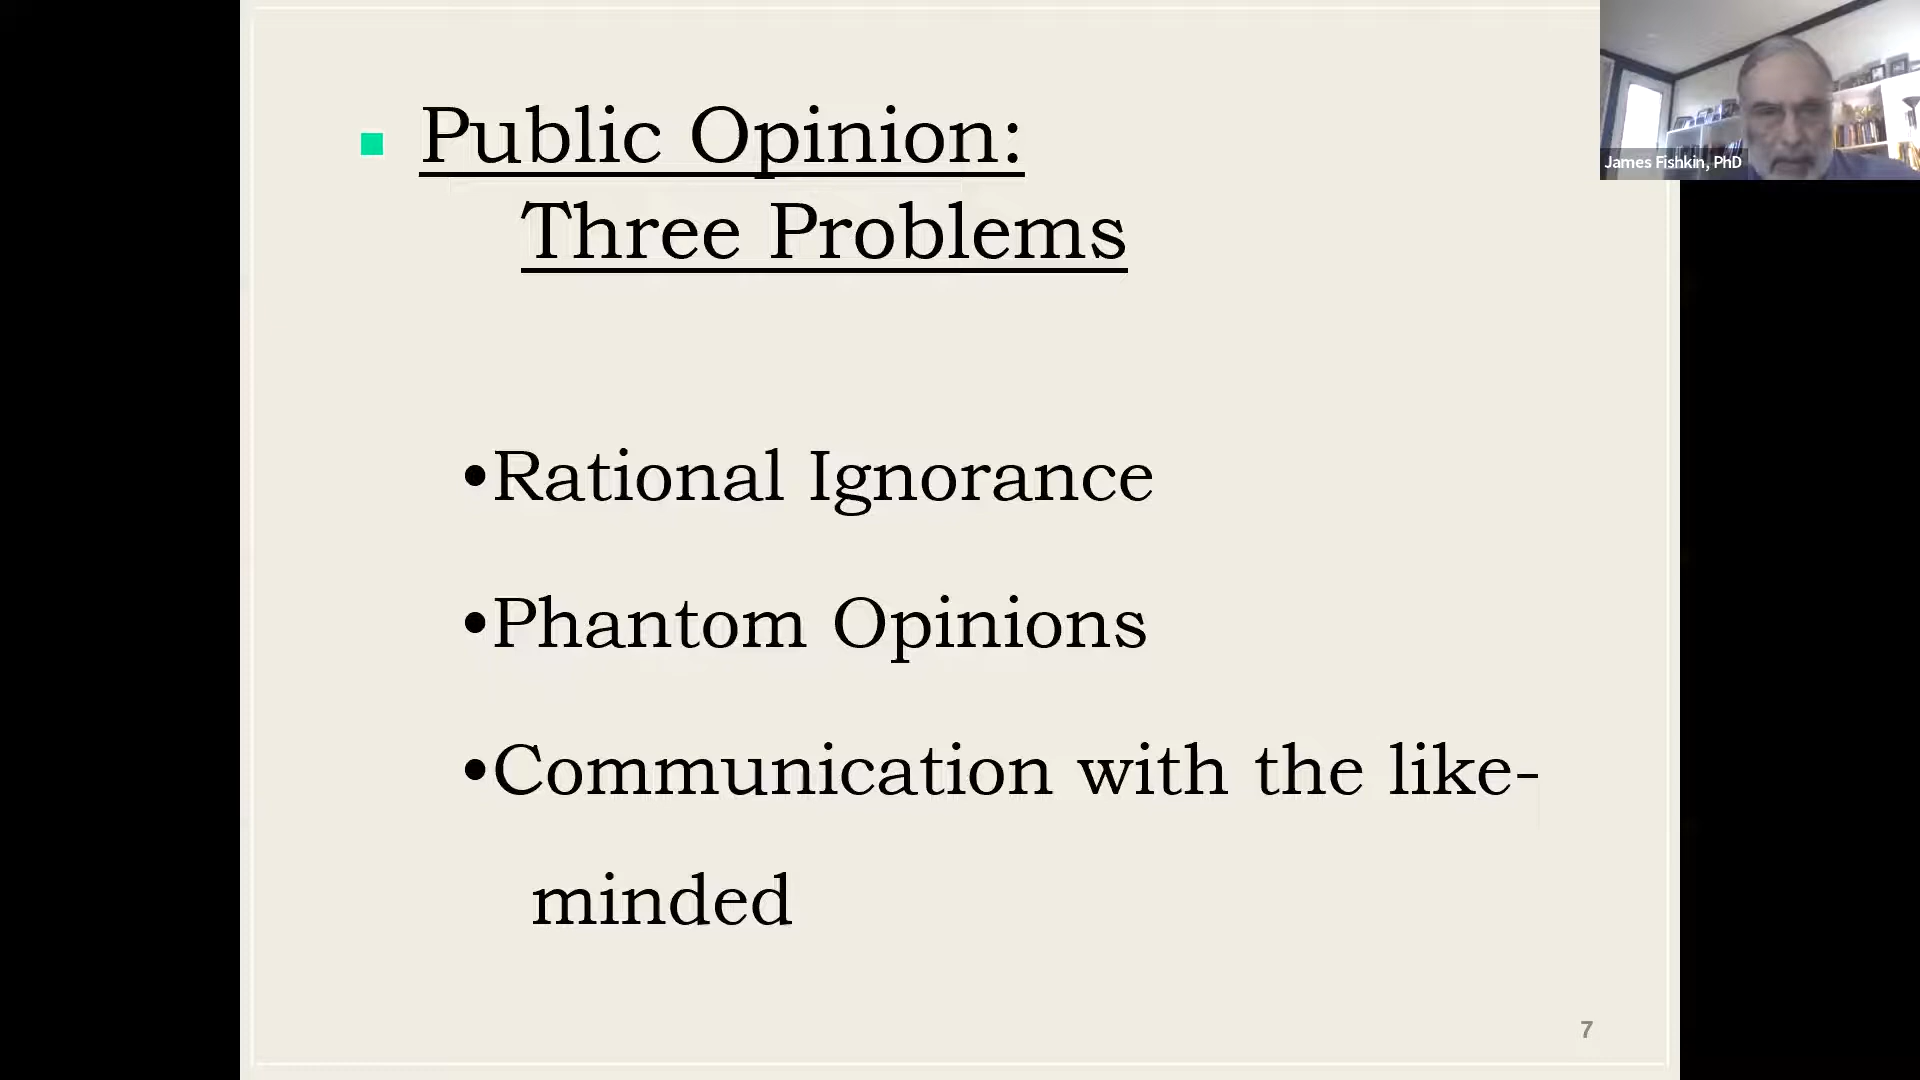 Public Opinion:
Three Problems
•Rational Ignorance
•Phantom Opinions
•Communication with the like-
minded
7
James Fishkin, PhD